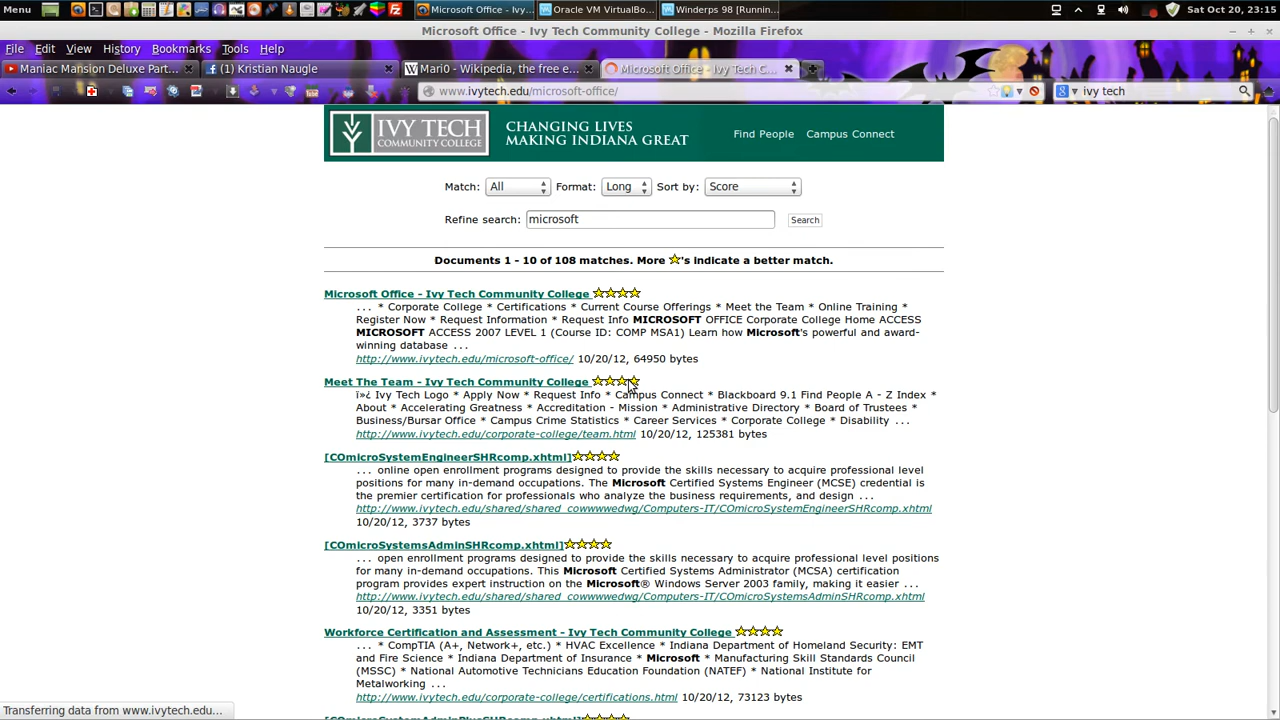 Menu
Microsoft Office - Ivy...
Oracle VM VirtualBo...
Winderps 98 [Runnin...
Sat Oct 20, 23:15
Microsoft Office - Ivy Tech Community College - Mozilla Firefox
File Edit View History Bookmarks Tools Help
Maniac Mansion Deluxe Part...
(1) Kristian Naugle
Mari0 - Wikipedia, the free e...
Microsoft Office - Ivy Tech C...
www.ivytech.edu/microsoft-office/
ivy tech
IVY TECH
COMMUNITY COLLEGE
CHANGING LIVES
MAKING INDIANA GREAT
Find People Campus Connect
Match: All Format: Long Sort by: Score
Refine search: microsoft Search
Documents 1 - 10 of 108 matches. More 's indicate a better match.
Microsoft Office - Ivy Tech Community College
... * Corporate College * Certifications * Current Course Offerings * Meet the Team * Online Training *
Register Now * Request Information * Request Info MICROSOFT OFFICE Corporate College Home ACCESS
MICROSOFT ACCESS 2007 LEVEL 1 (Course ID: COMP MSA1) Learn how Microsoft's powerful and award-
winning database ...
http://www.ivytech.edu/microsoft-office/ 10/20/12, 64950 bytes
Meet The Team - Ivy Tech Community College
ï»¿ Ivy Tech Logo * Apply Now * Request Info * Campus Connect * Blackboard 9.1 Find People A - Z Index *
About * Accelerating Greatness * Accreditation - Mission * Administrative Directory * Board of Trustees *
Business/Bursar Office * Campus Crime Statistics * Career Services * Corporate College * Disability ...
http://www.ivytech.edu/corporate-college/team.html 10/20/12, 125381 bytes
[COmicroSystemEngineerSHRcomp.xhtml]
... online open enrollment programs designed to provide the skills necessary to acquire professional level
positions for many in-demand occupations. The Microsoft Certified Systems Engineer (MCSE) credential is
the premier certification for professionals who analyze the business requirements, and design ...
http://www.ivytech.edu/shared/shared_cowwwedwg/Computers-IT/COmicroSystemEngineerSHRcomp.xhtml
10/20/12, 3737 bytes
[COmicroSystemsAdminSHRcomp.xhtml]
... open enrollment programs designed to provide the skills necessary to acquire professional level positions
for many in-demand occupations. This Microsoft Certified Systems Administrator (MCSA) certification
program provides expert instruction on the Microsoft® Windows Server 2003 family, making it easier ...
http://www.ivytech.edu/shared/shared_cowwwedwg/Computers-IT/COmicroSystemsAdminSHRcomp.xhtml
10/20/12, 3351 bytes
Workforce Certification and Assessment - Ivy Tech Community College
... * CompTIA (A+, Network+, etc.) * HVAC Excellence * Indiana Department of Homeland Security: EMT
and Fire Science * Indiana Department of Insurance * Microsoft * Manufacturing Skill Standards Council
(MSSC) * National Automotive Technicians Education Foundation (NATEF) * National Institute for
Metalworking ...
http://www.ivytech.edu/corporate-college/certifications.html 10/20/12, 73123 bytes
[COmicroSystemAdminPlusSHRcomp.xhtml]
Transferring data from www.ivytech.edu...